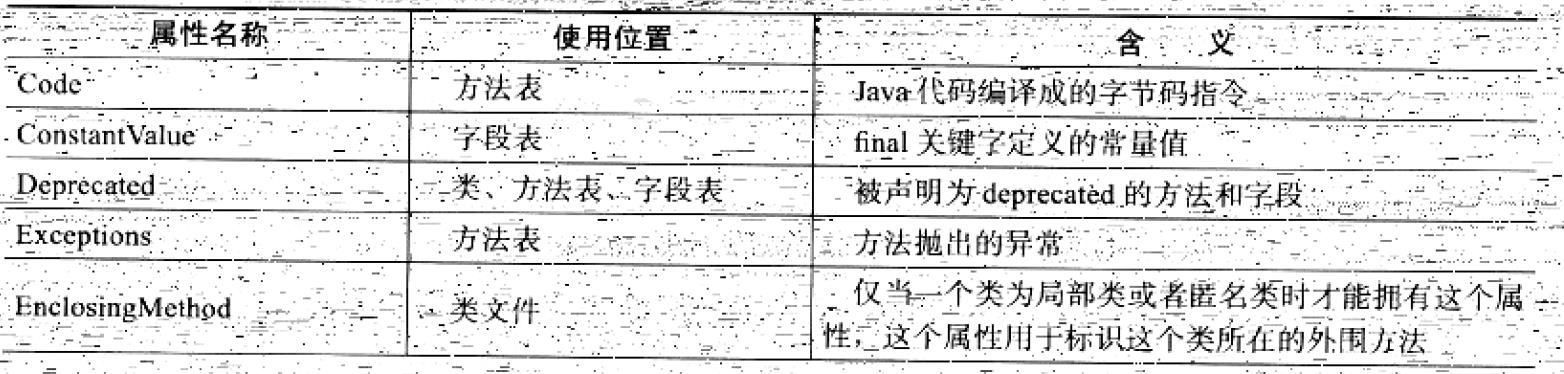 属性名称 使用位置 含 义
Code 方法表 Java 代码编译成的字节码指令
ConstantValue 字段表 final 关键字定义的常量值
Deprecated 类、方法表、字段表 被声明为 deprecated 的方法和字段
Exceptions 方法表 方法抛出的异常
EnclosingMethod 类文件 仅当一个类为局部类或者匿名类时才能拥有这个属
性，这个属性用于标识这个类所在的外围方法